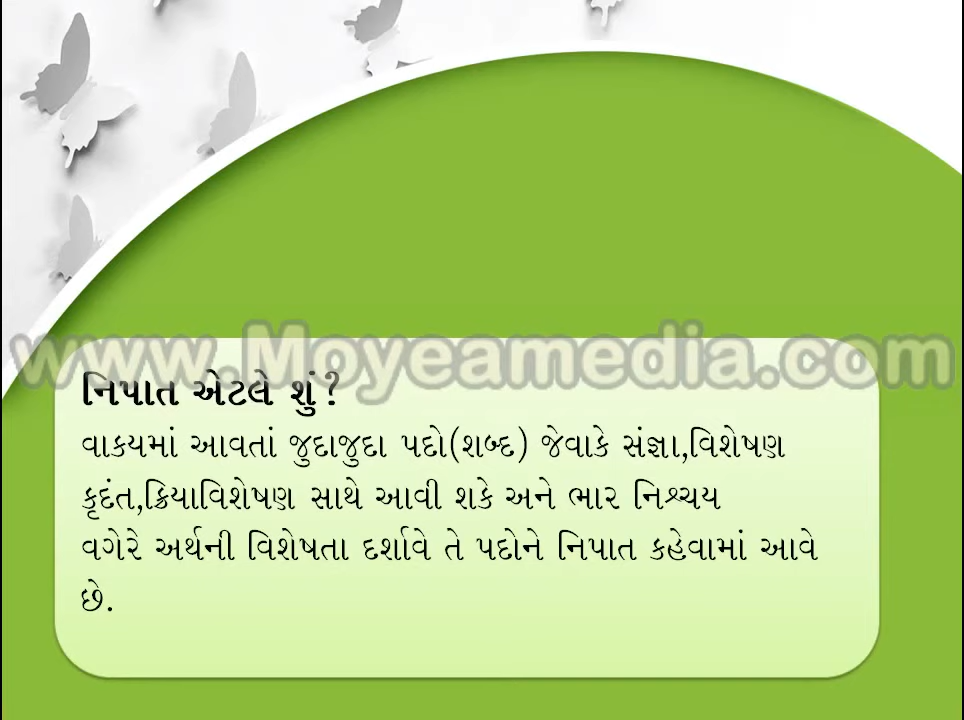 www.Moyeamedia.com
નિપાત એટલે શું?
વાકયમાં આવતાં જુદાજુદા પદો(શબ્દ) જેવાકે સંજ્ઞા,વિશેષણ
કૃદંત,ક્રિયાવિશેષણ સાથે આવી શકે અને ભાર નિશ્ચય
વગેરે અર્થની વિશેષતા દર્શાવે તે પદોને નિપાત કહેવામાં આવે
છે.